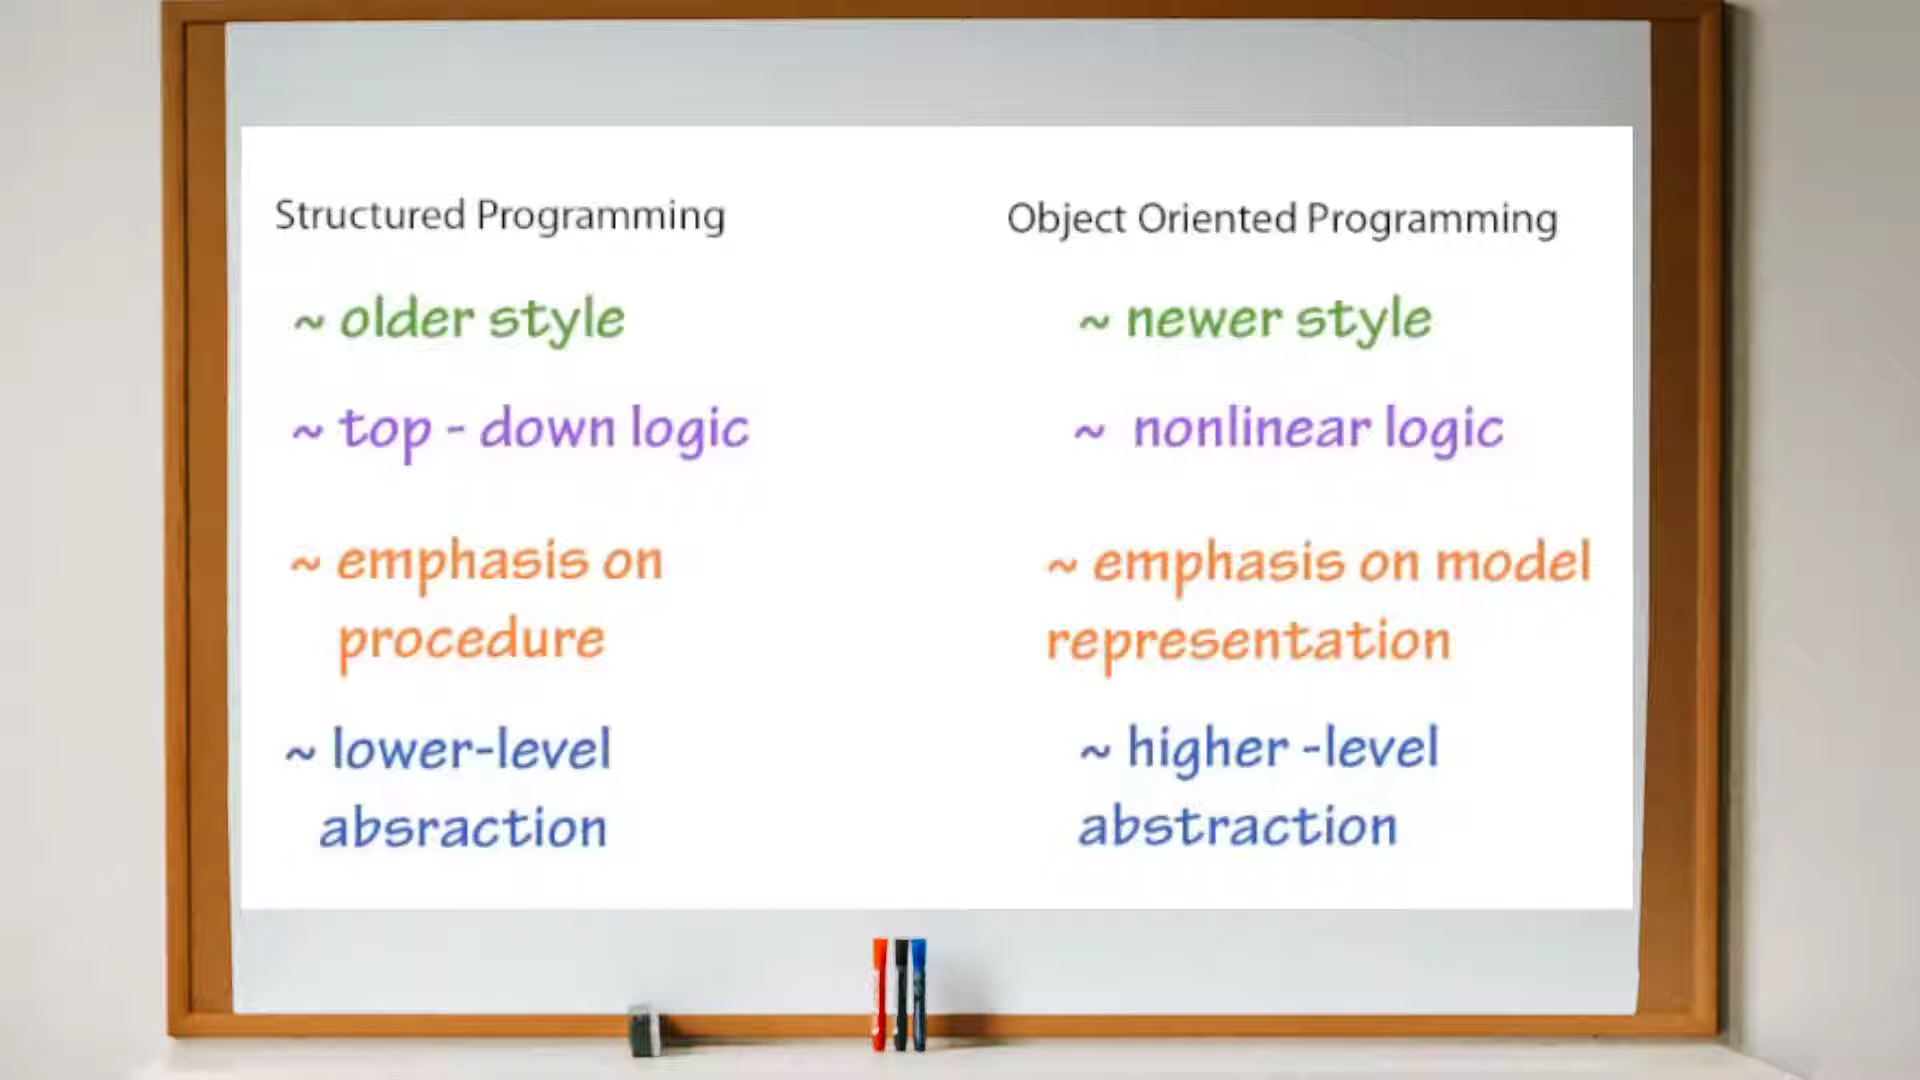 Structured Programming
~ older style
~ top - down logic
~ emphasis on
procedure
~ lower-level
absraction
Object Oriented Programming
~ newer style
~ nonlinear logic
~ emphasis on model
representation
~ higher -level
abstraction